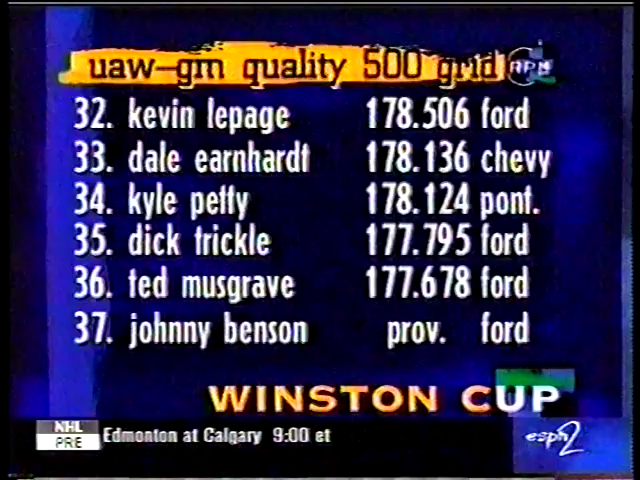 uaw-gm quality 500 grid RPM
32. kevin lepage 178.506 ford
33. dale earnhardt 178.136 chevy
34. kyle petty 178.124 pont.
35. dick trickle 177.795 ford
36. ted musgrave 177.678 ford
37. johnny benson prov. ford
WINSTON CUP
NHL
PRE
Edmonton at Calgary 9:00 et
espn2